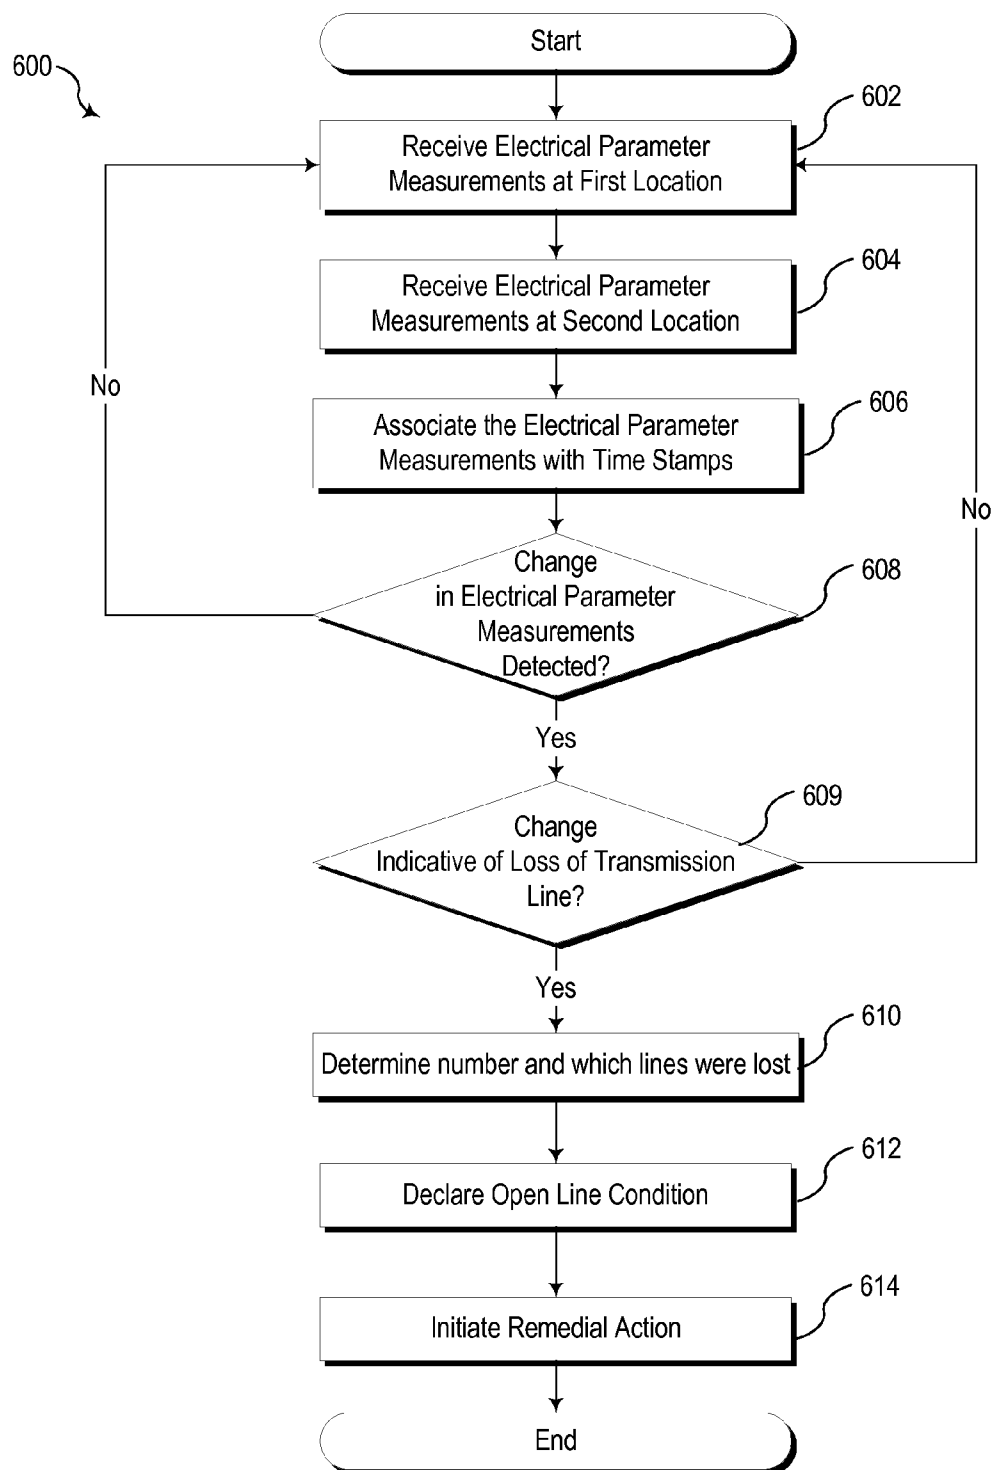 Start
600
602
Receive Electrical Parameter
Measurements at First Location
604
Receive Electrical Parameter
Measurements at Second Location
No
606
Associate the Electrical Parameter
Measurements with Time Stamps
No
608
Change
in Electrical Parameter
Measurements
Detected?
Yes
609
Change
Indicative of Loss of Transmission
Line?
Yes
610
Determine number and which lines were lost
612
Declare Open Line Condition
614
Initiate Remedial Action
End